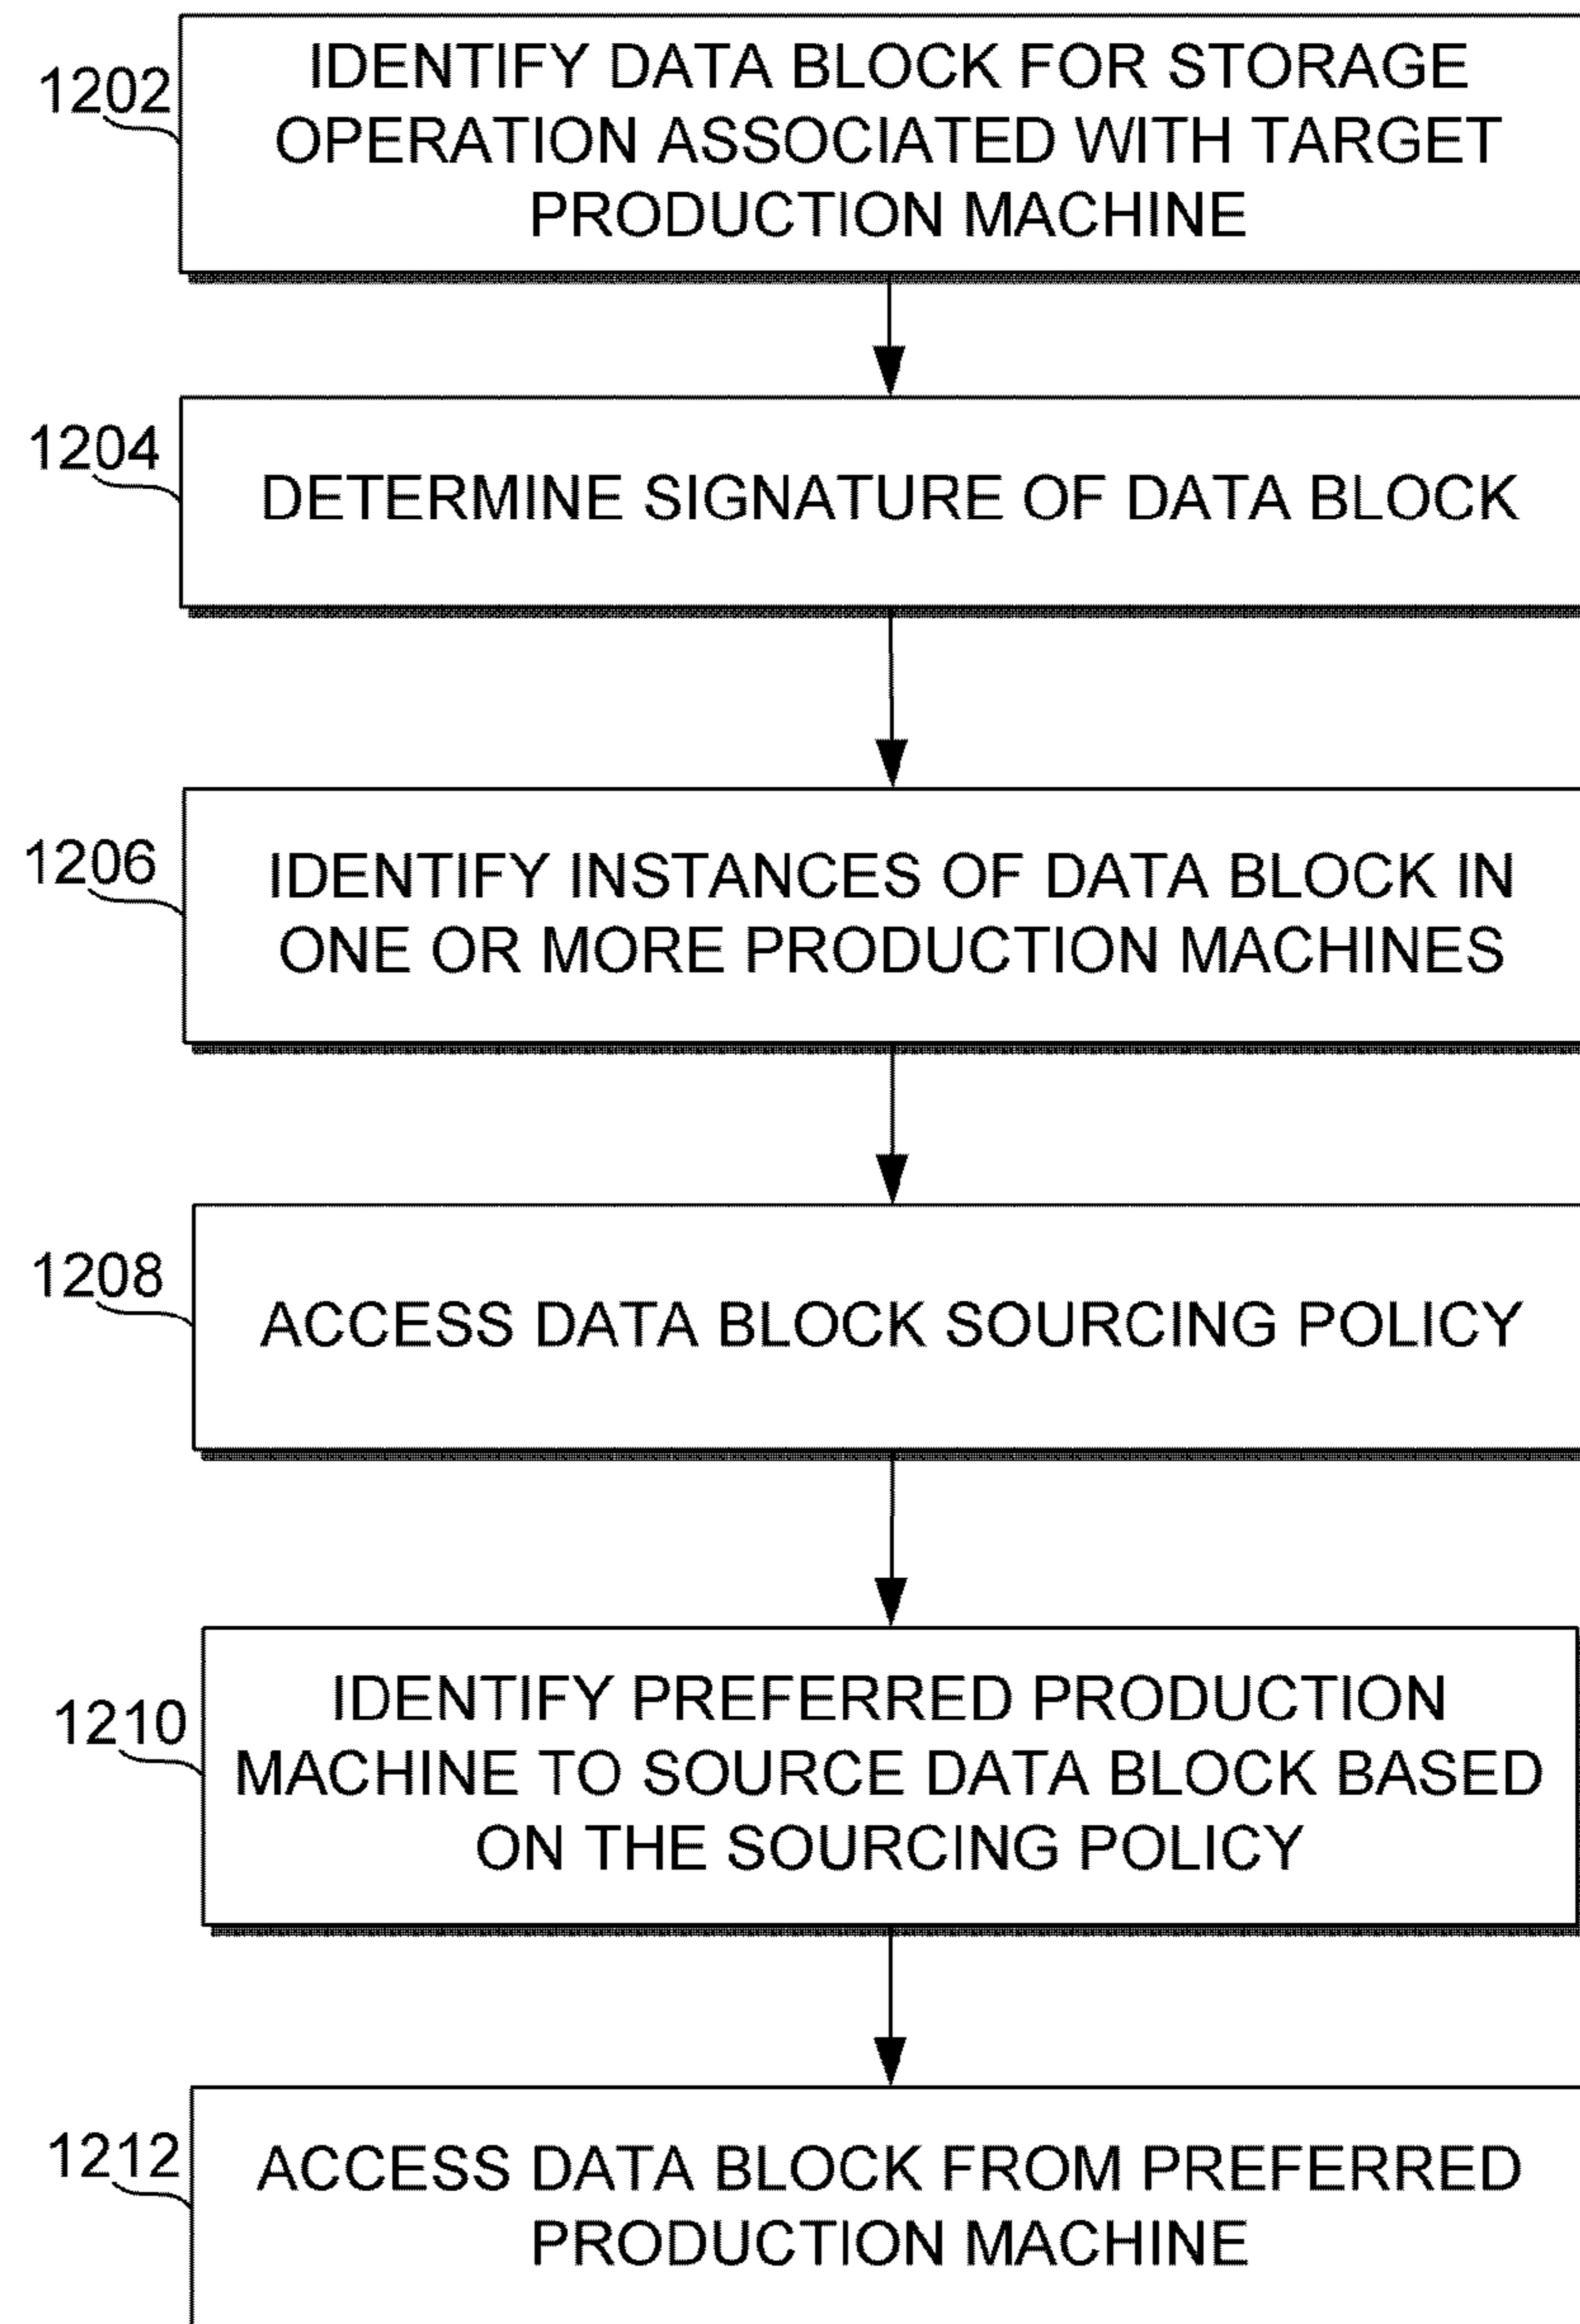 1202
IDENTIFY DATA BLOCK FOR STORAGE
OPERATION ASSOCIATED WITH TARGET
PRODUCTION MACHINE
1204
DETERMINE SIGNATURE OF DATA BLOCK
1206
IDENTIFY INSTANCES OF DATA BLOCK IN
ONE OR MORE PRODUCTION MACHINES
1208
ACCESS DATA BLOCK SOURCING POLICY
1210
IDENTIFY PREFERRED PRODUCTION
MACHINE TO SOURCE DATA BLOCK BASED
ON THE SOURCING POLICY
1212
ACCESS DATA BLOCK FROM PREFERRED
PRODUCTION MACHINE